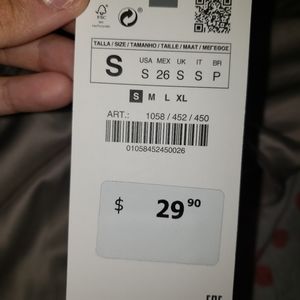 FSC
TALLA / SIZE / TAMANHO / TAILLE / MAAT / ΜΕΓΕΘΟΣ
S
USA MEX UK IT BR
S 26 S S P
S M L XL
ART.: 1058 / 452 / 450
01058452450026
$ 29 90